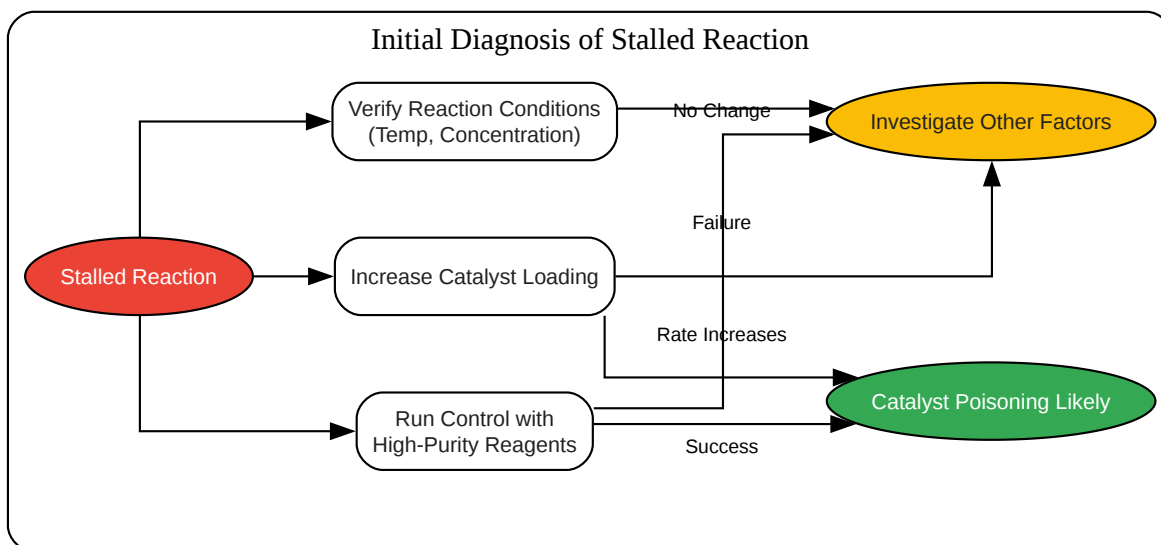 Initial Diagnosis of Stalled Reaction
Verify Reaction Conditions
(Temp, Concentration)
No Change
Investigate Other Factors
Failure
Stalled Reaction
Increase Catalyst Loading
Rate Increases
Catalyst Poisoning Likely
Run Control with
High-Purity Reagents
Success